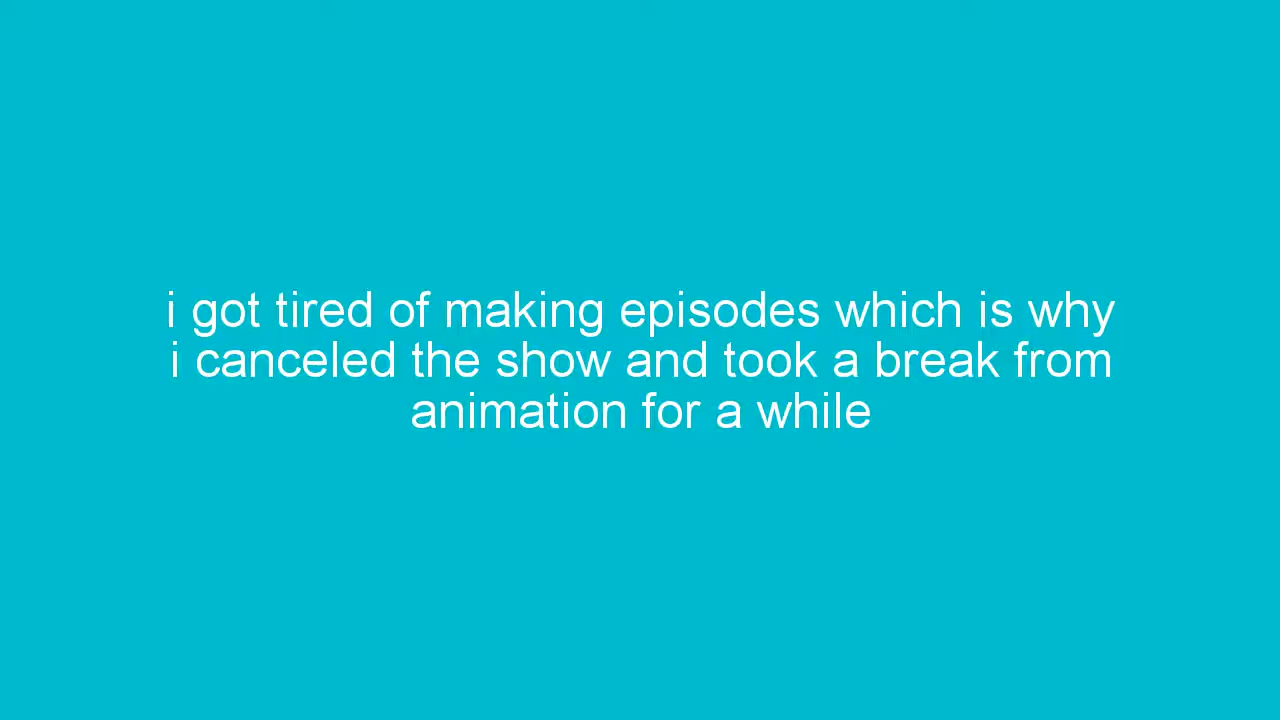 i got tired of making episodes which is why
i canceled the show and took a break from
animation for a while